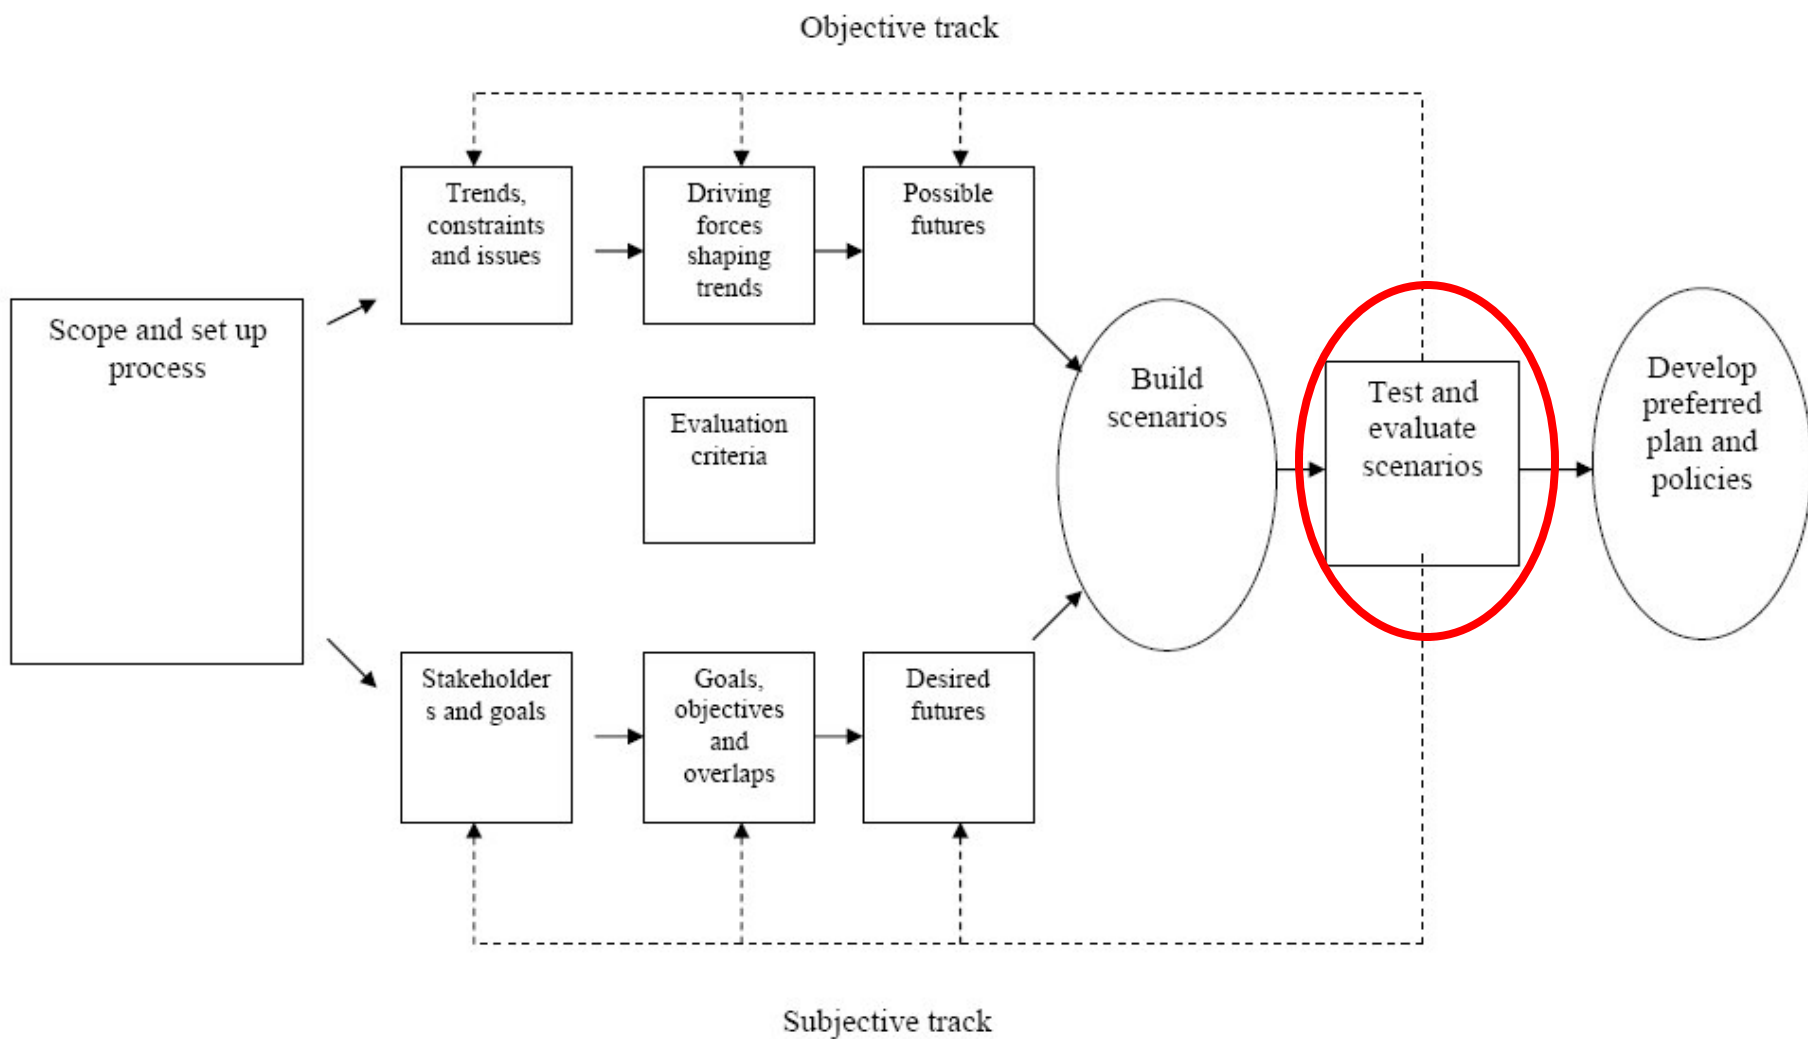 Objective track
Trends,
constraints
and issues
Driving
forces
shaping
trends
Possible
futures
Scope and set up
process
Evaluation
criteria
Build
scenarios
Test and
evaluate
scenarios
Develop
preferred
plan and
policies
Stakeholder
s and goals
Goals,
objectives
and
overlaps
Desired
futures
Subjective track